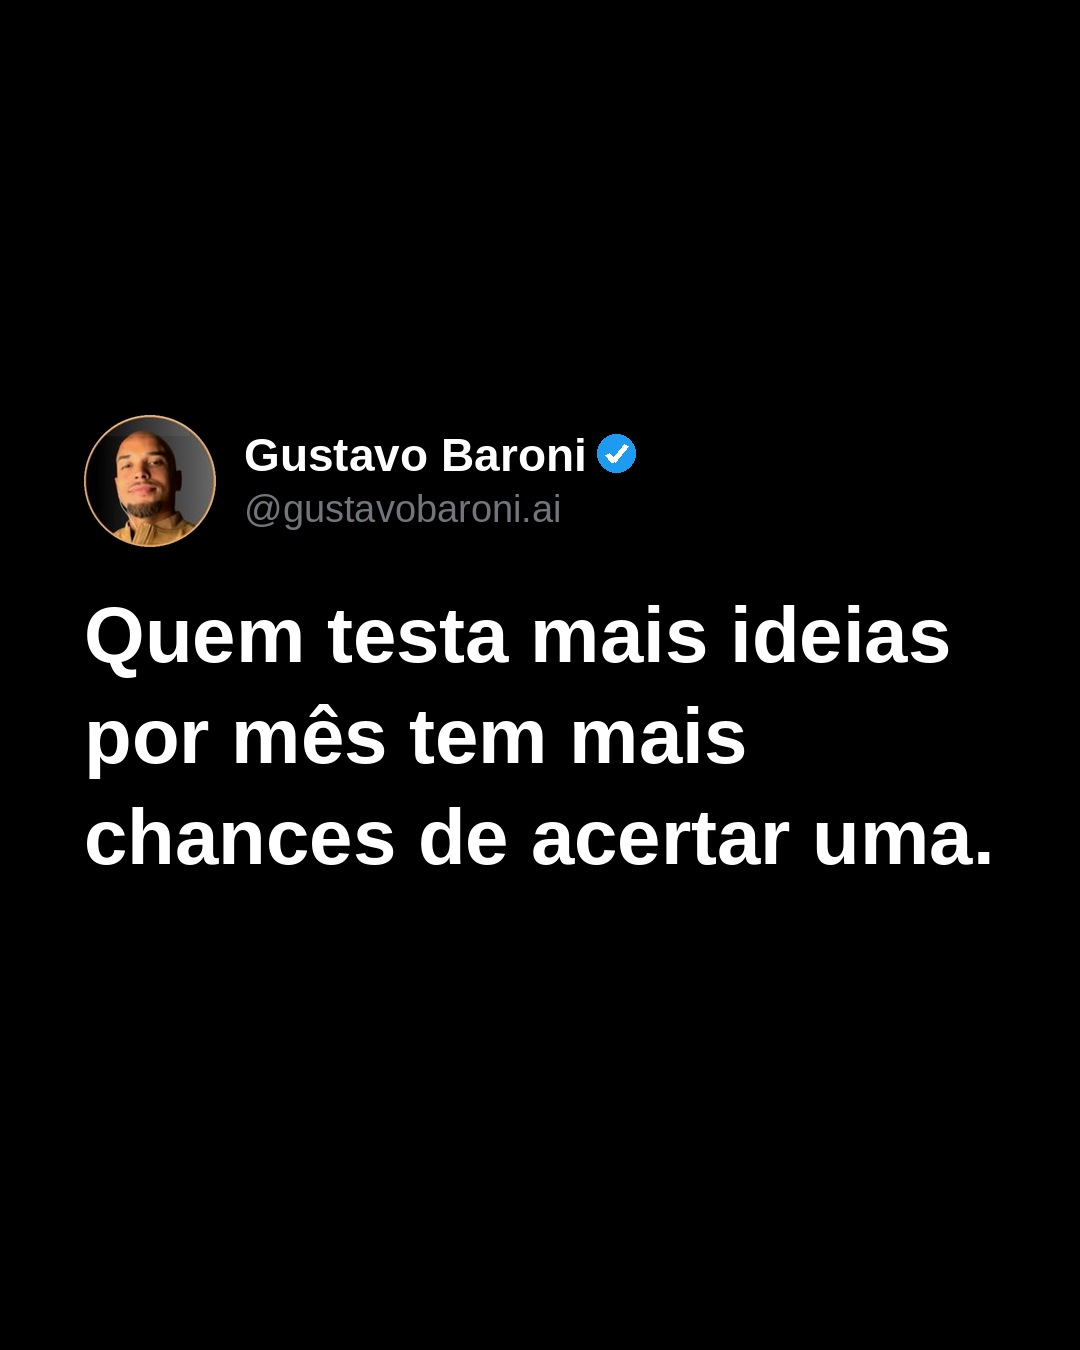 Gustavo Baroni
@gustavobaroni.ai
Quem testa mais ideias
por mês tem mais
chances de acertar uma.